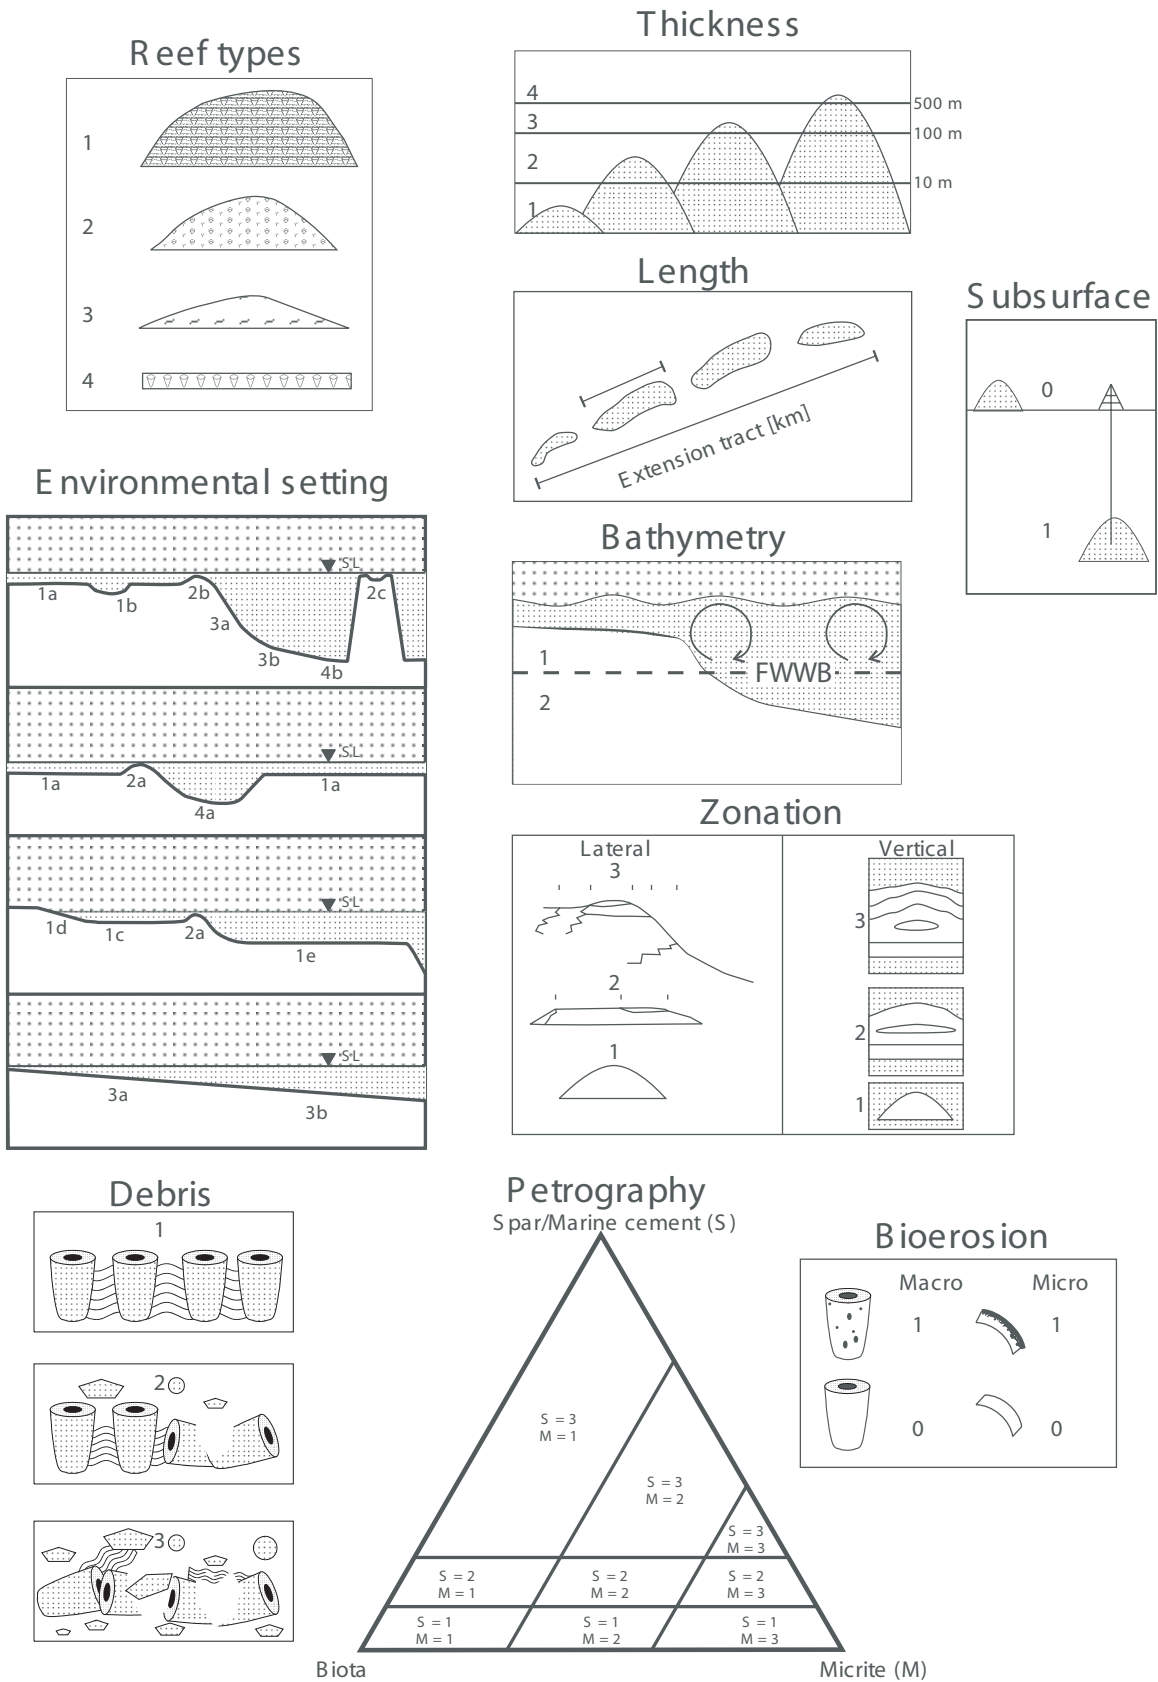 Reef types
1
2
3
4
Thickness
4
3
2
1
500 m
100 m
10 m
Length
Extension tract [km]
Subsurface
0
1
Environmental setting
SL
1a
1b
2b
2c
3a
3b
4b
SL
1a
2a
1a
4a
SL
1d
1c
2a
1e
SL
3a
3b
Bathymetry
1
FWWB
2
Zonation
Lateral
3
2
1
Vertical
3
2
1
Debris
1
2
3
Petrography
Spar/Marine cement (S)
S = 3
M = 1
S = 3
M = 2
S = 3
M = 3
S = 2
M = 1
S = 2
M = 2
S = 2
M = 3
S = 1
M = 1
S = 1
M = 2
S = 1
M = 3
Biota
Micrite (M)
Bioerosion
Macro Micro
1 1
0 0